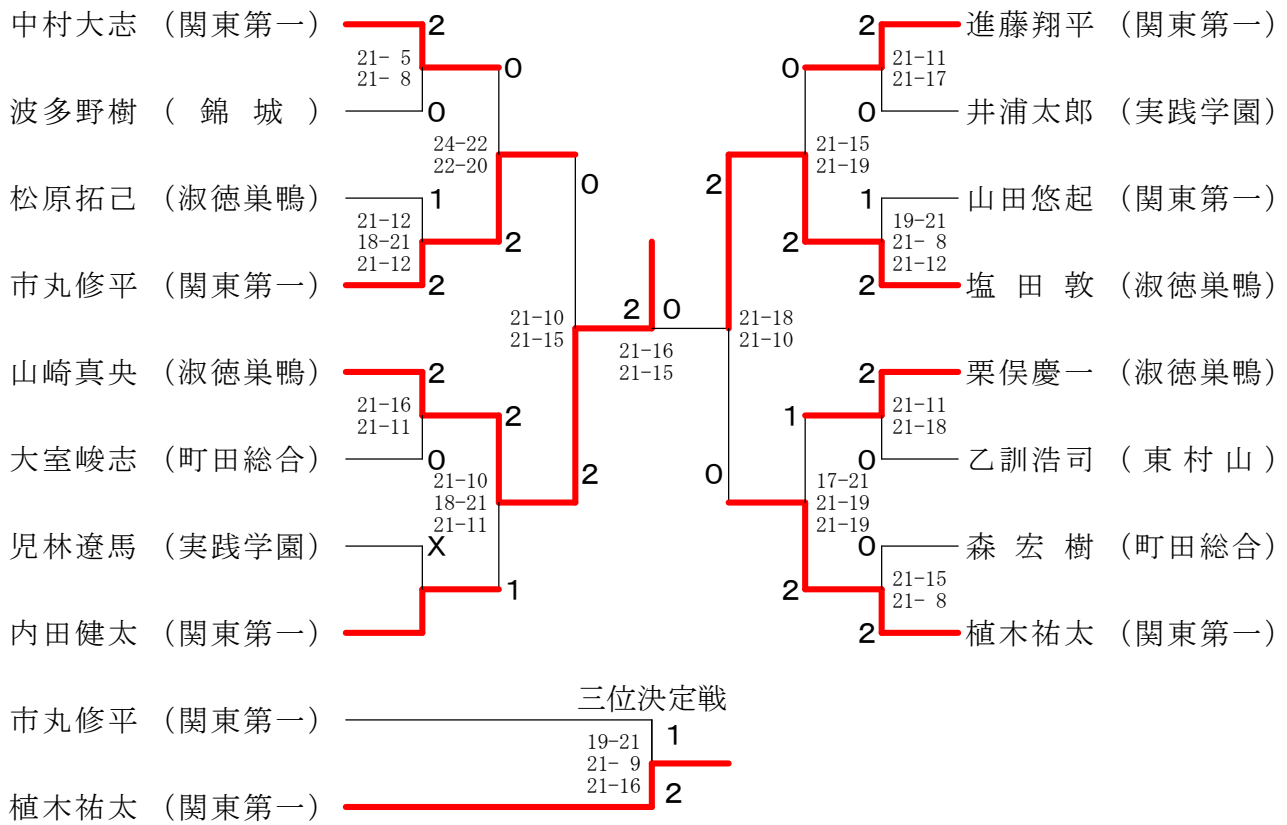 中村大志 （関東第一）
2
21- 5
21- 8
0
波多野樹 （ 錦 城 ）
0
24-22
22-20
0
松原拓己 （淑徳巣鴨）
1
21-12
18-21
21-12
2
市丸修平 （関東第一）
2
21-10
21-15
山崎真央 （淑徳巣鴨）
2
21-16
21-11
2
大室峻志 （町田総合）
0
21-10
18-21
21-11
2
児林遼馬 （実践学園）
X
1
内田健太 （関東第一）
2 0
21-16
21-15
2 進藤翔平 （関東第一）
0
21-11
21-17
0 井浦太郎 （実践学園）
21-15
21-19
2
1 山田悠起 （関東第一）
19-21
21- 8
21-12
2
2 塩 田 敦 （淑徳巣鴨）
21-18
21-10
2 栗俣慶一 （淑徳巣鴨）
1
21-11
21-18
0 乙訓浩司 （ 東 村 山 ）
0
17-21
21-19
21-19
0 森 宏 樹 （町田総合）
21-15
21- 8
2
2 植木祐太 （関東第一）
三位決定戦
市丸修平 （関東第一）
1
19-21
21- 9
21-16
2
植木祐太 （関東第一）